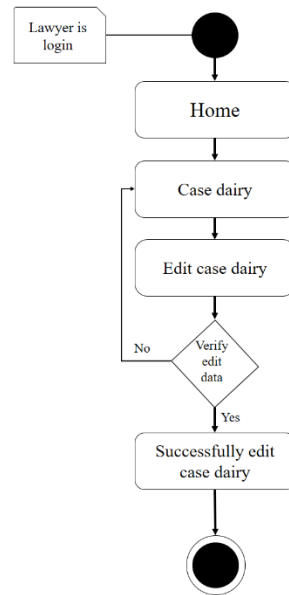 Lawyer is
login
Home
Case dairy
Edit case dairy
Verify
edit
data
No
Yes
Successfully edit
case dairy